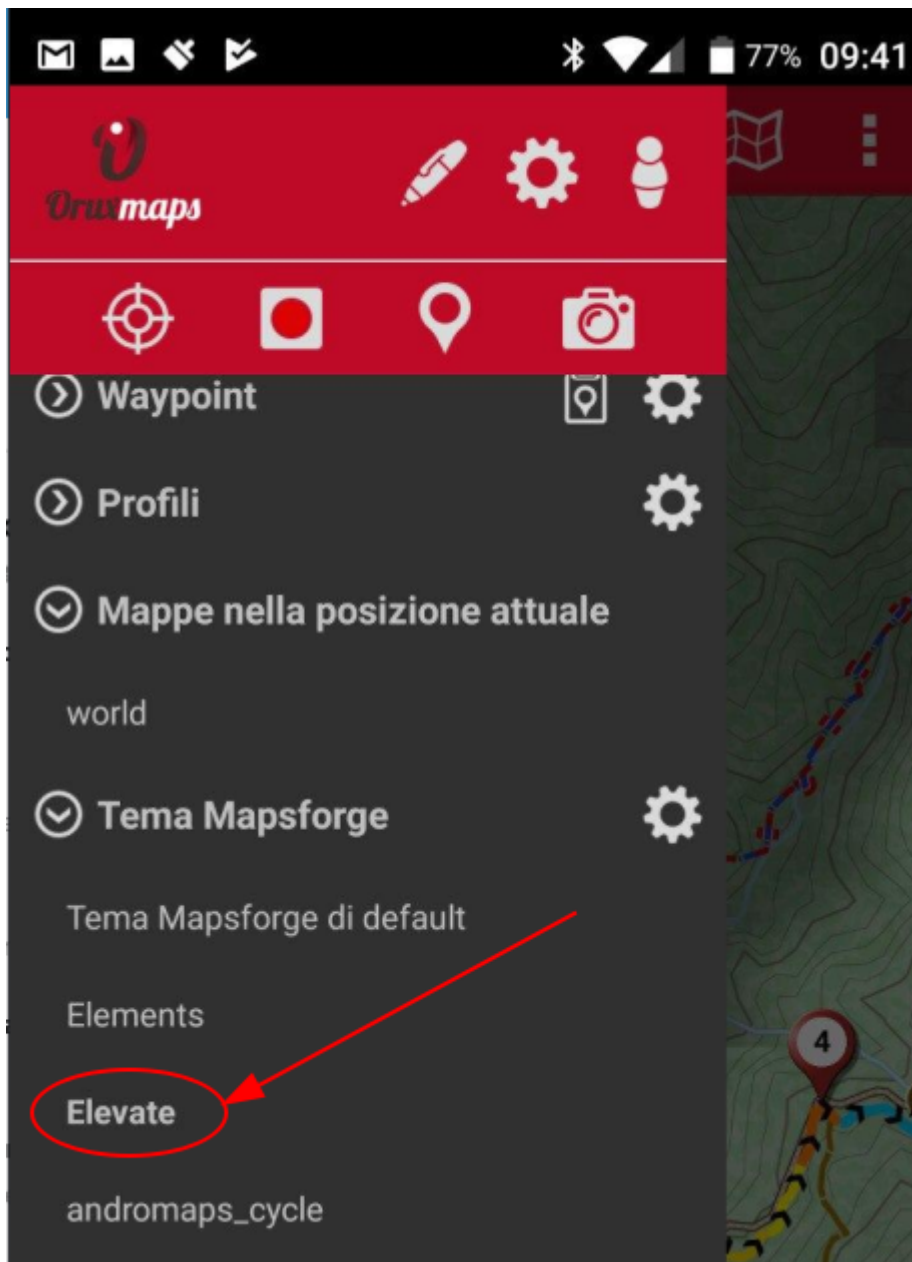 77% 09:41
Oruxmaps
Waypoint
Profili
Mappe nella posizione attuale
world
Tema Mapsforge
Tema Mapsforge di default
Elements
Elevate
4
andromaps_cycle